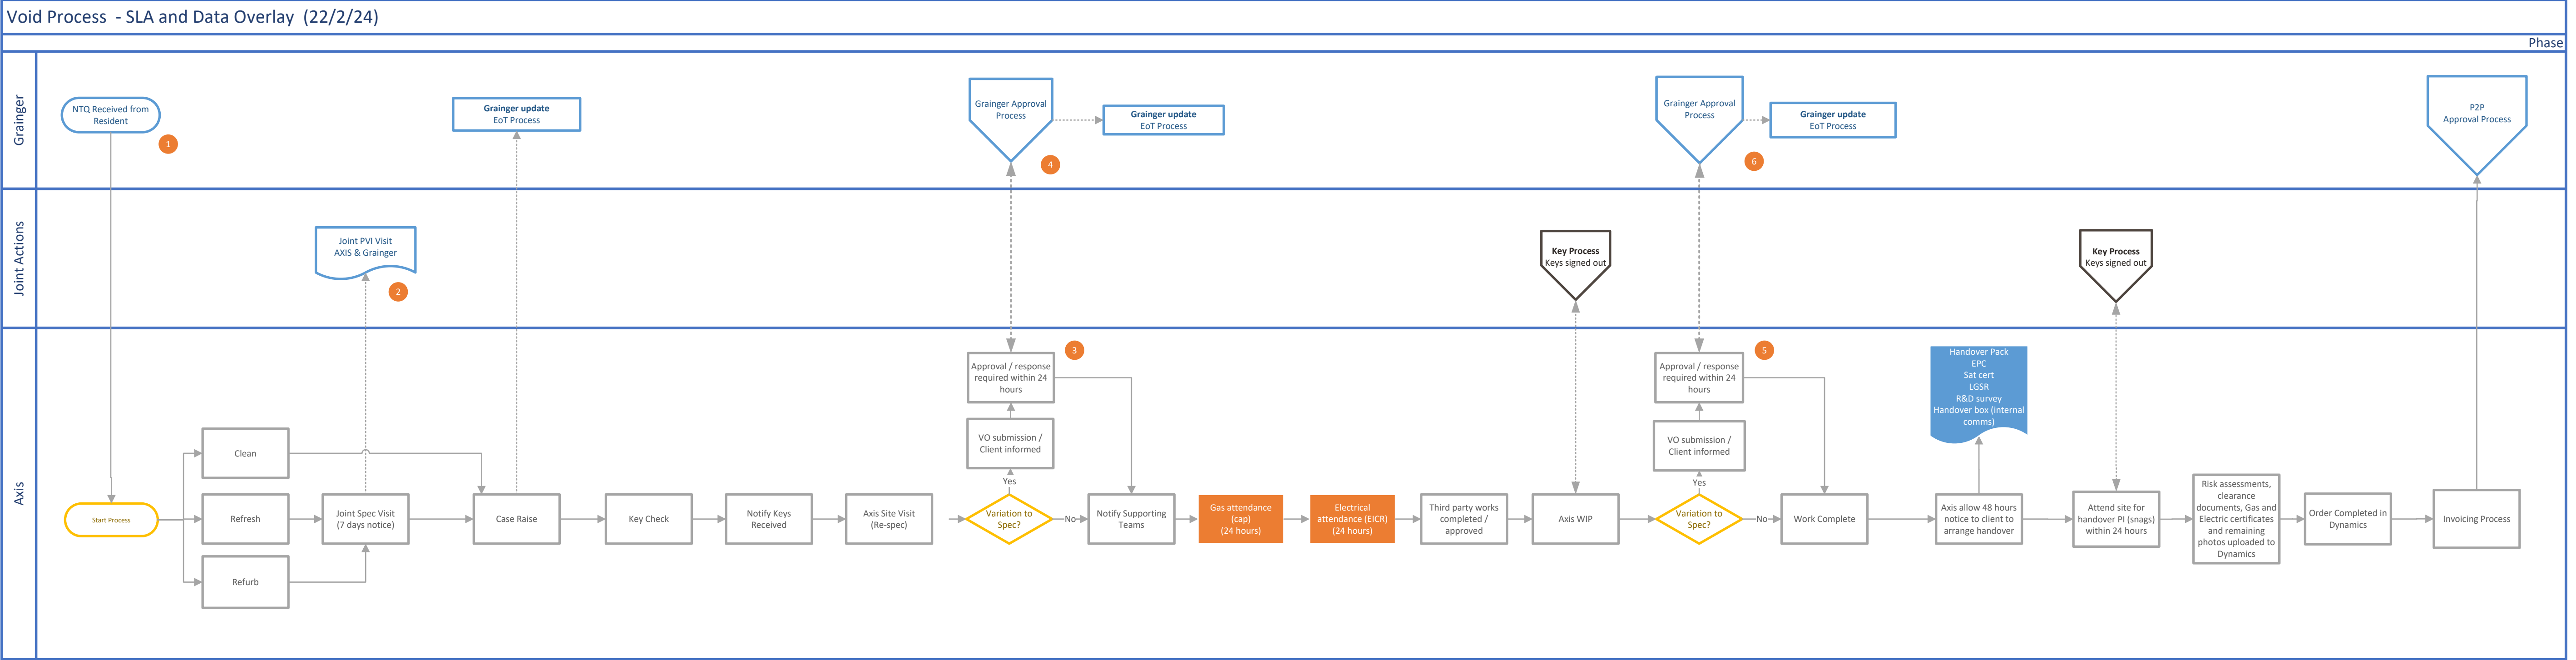 Void Process  - SLA and Data Overlay  (22/2/24)
Phase
Grainger
NTQ Received from
Resident
1
Grainger update
EoT Process
Grainger Approval
Process
4
Grainger update
EoT Process
Grainger Approval
Process
6
Grainger update
EoT Process
P2P
Approval Process
Joint Actions
Joint PVI Visit
AXIS & Grainger
2
Key Process
Keys signed out
Key Process
Keys signed out
Axis
Start Process
Clean
Refresh
Refurb
Joint Spec Visit
(7 days notice)
Case Raise
Key Check
Notify Keys
Received
Axis Site Visit
(Re-spec)
3
Approval / response
required within 24
hours
VO submission /
Client informed
Yes
Variation to
Spec?
No
Notify Supporting
Teams
Gas attendance
(cap)
(24 hours)
Electrical
attendance (EICR)
(24 hours)
Third party works
completed /
approved
Axis WIP
5
Approval / response
required within 24
hours
VO submission /
Client informed
Yes
Variation to
Spec?
No
Work Complete
Handover Pack
EPC
Sat cert
LGSR
R&D survey
Handover box (internal
comms)
Axis allow 48 hours
notice to client to
arrange handover
Attend site for
handover PI (snags)
within 24 hours
Risk assessments,
clearance
documents, Gas and
Electric certificates
and remaining
photos uploaded to
Dynamics
Order Completed in
Dynamics
Invoicing Process